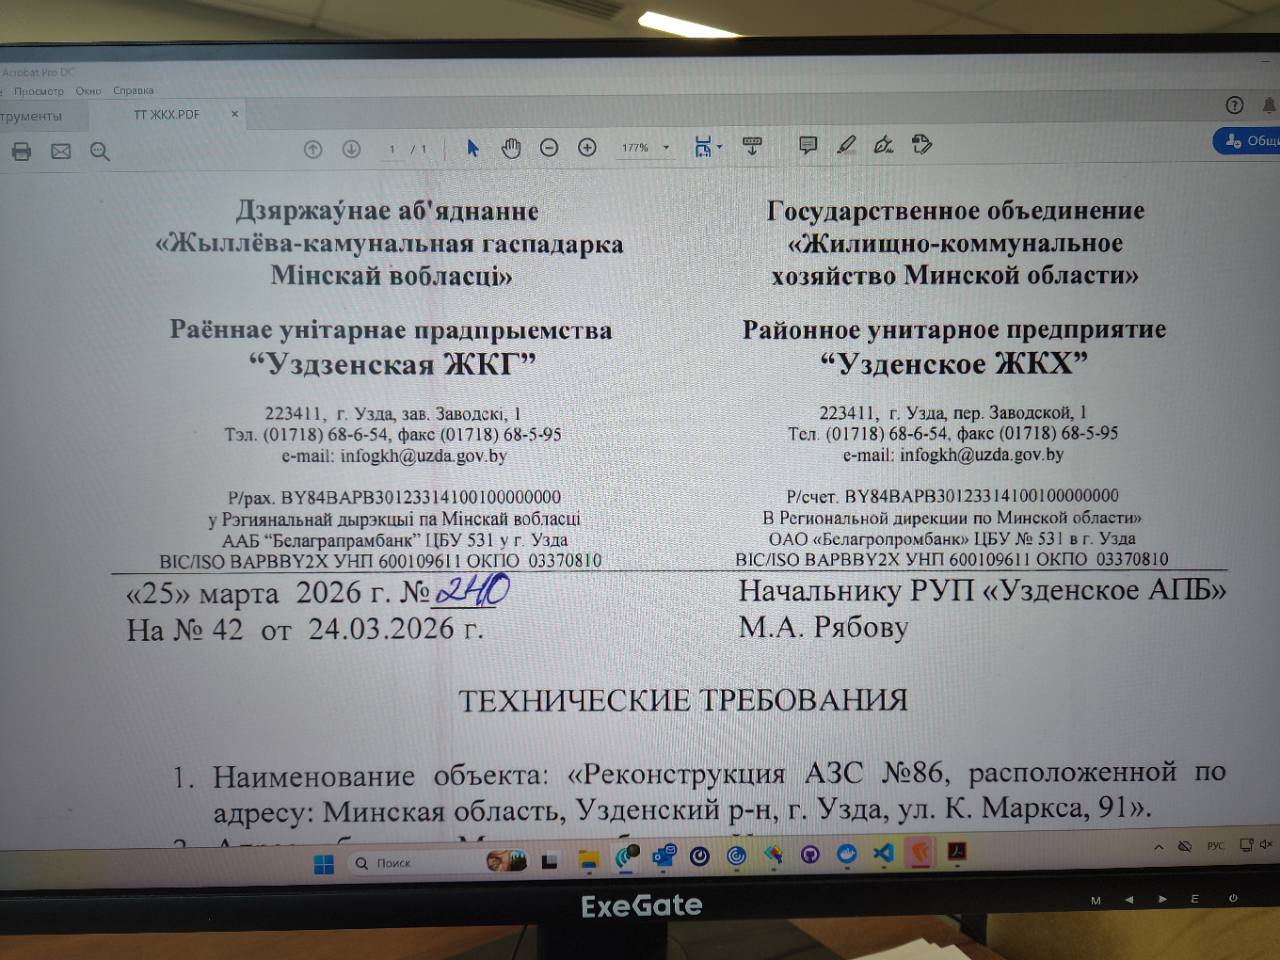 Acrobat Pro DC
Просмотр Окно Справка
трументы
ТТ ЖКХ.PDF ×
1 / 1
177%
Общи
Дзяржаýнае аб'яднанне
«Жыллёва-камунальная гаспадарка
Мінскай вобласці»
Раённае унітарнае прадпрыемства
“Уздзенская ЖКГ”
223411, г. Узда, зав. Заводскі, 1
Тэл. (01718) 68-6-54, факс (01718) 68-5-95
e-mail: infogkh@uzda.gov.by
Р/рах. BY84BAPB30123314100100000000
у Рэгіянальнай дырэкцыі па Мінскай вобласці
ААБ “Белаграпрамбанк” ЦБУ 531 у г. Узда
BIC/ISO BAPBBY2X УНП 600109611 ОКПО 03370810
Государственное объединение
«Жилищно-коммунальное
хозяйство Минской области»
Районное унитарное предприятие
“Узденское ЖКХ”
223411, г. Узда, пер. Заводской, 1
Тел. (01718) 68-6-54, факс (01718) 68-5-95
e-mail: infogkh@uzda.gov.by
Р/счет. BY84BAPB30123314100100000000
В Региональной дирекции по Минской области»
ОАО «Белагропромбанк» ЦБУ № 531 в г. Узда
BIC/ISO BAPBBY2X УНП 600109611 ОКПО 03370810
«25» марта 2026 г. № 240
На № 42 от 24.03.2026 г.
Начальнику РУП «Узденское АПБ»
М.А. Рябову
ТЕХНИЧЕСКИЕ ТРЕБОВАНИЯ
1. Наименование объекта: «Реконструкция АЗС №86, расположенной по
адресу: Минская область, Узденский р-н, г. Узда, ул. К. Маркса, 91».
Поиск
РУС
ExeGate
M ◄ ► E